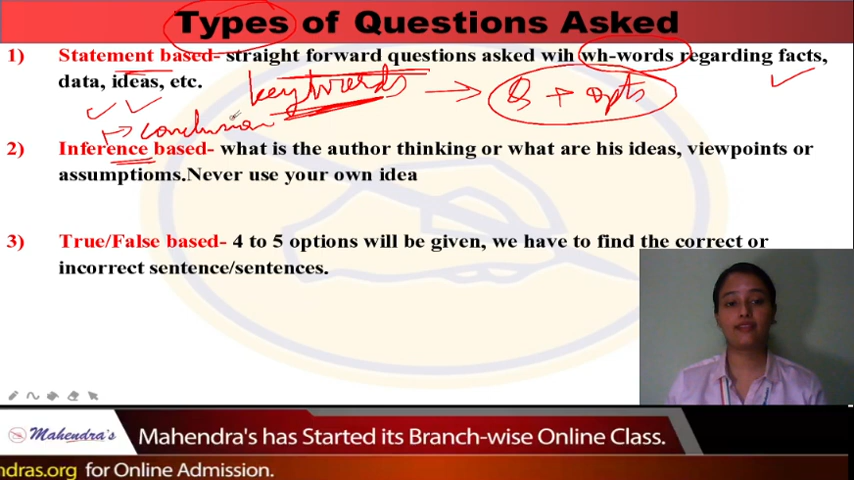 Types of Questions Asked
1) Statement based- straight forward questions asked wih wh-words regarding facts,
data, ideas, etc.
keywords → Q + opts
→ conclusion
2) Inference based- what is the author thinking or what are his ideas, viewpoints or
assumptioms.Never use your own idea
3) True/False based- 4 to 5 options will be given, we have to find the correct or
incorrect sentence/sentences.
Mahendra's
Mahendra's has Started its Branch-wise Online Class.
ndras.org for Online Admission.